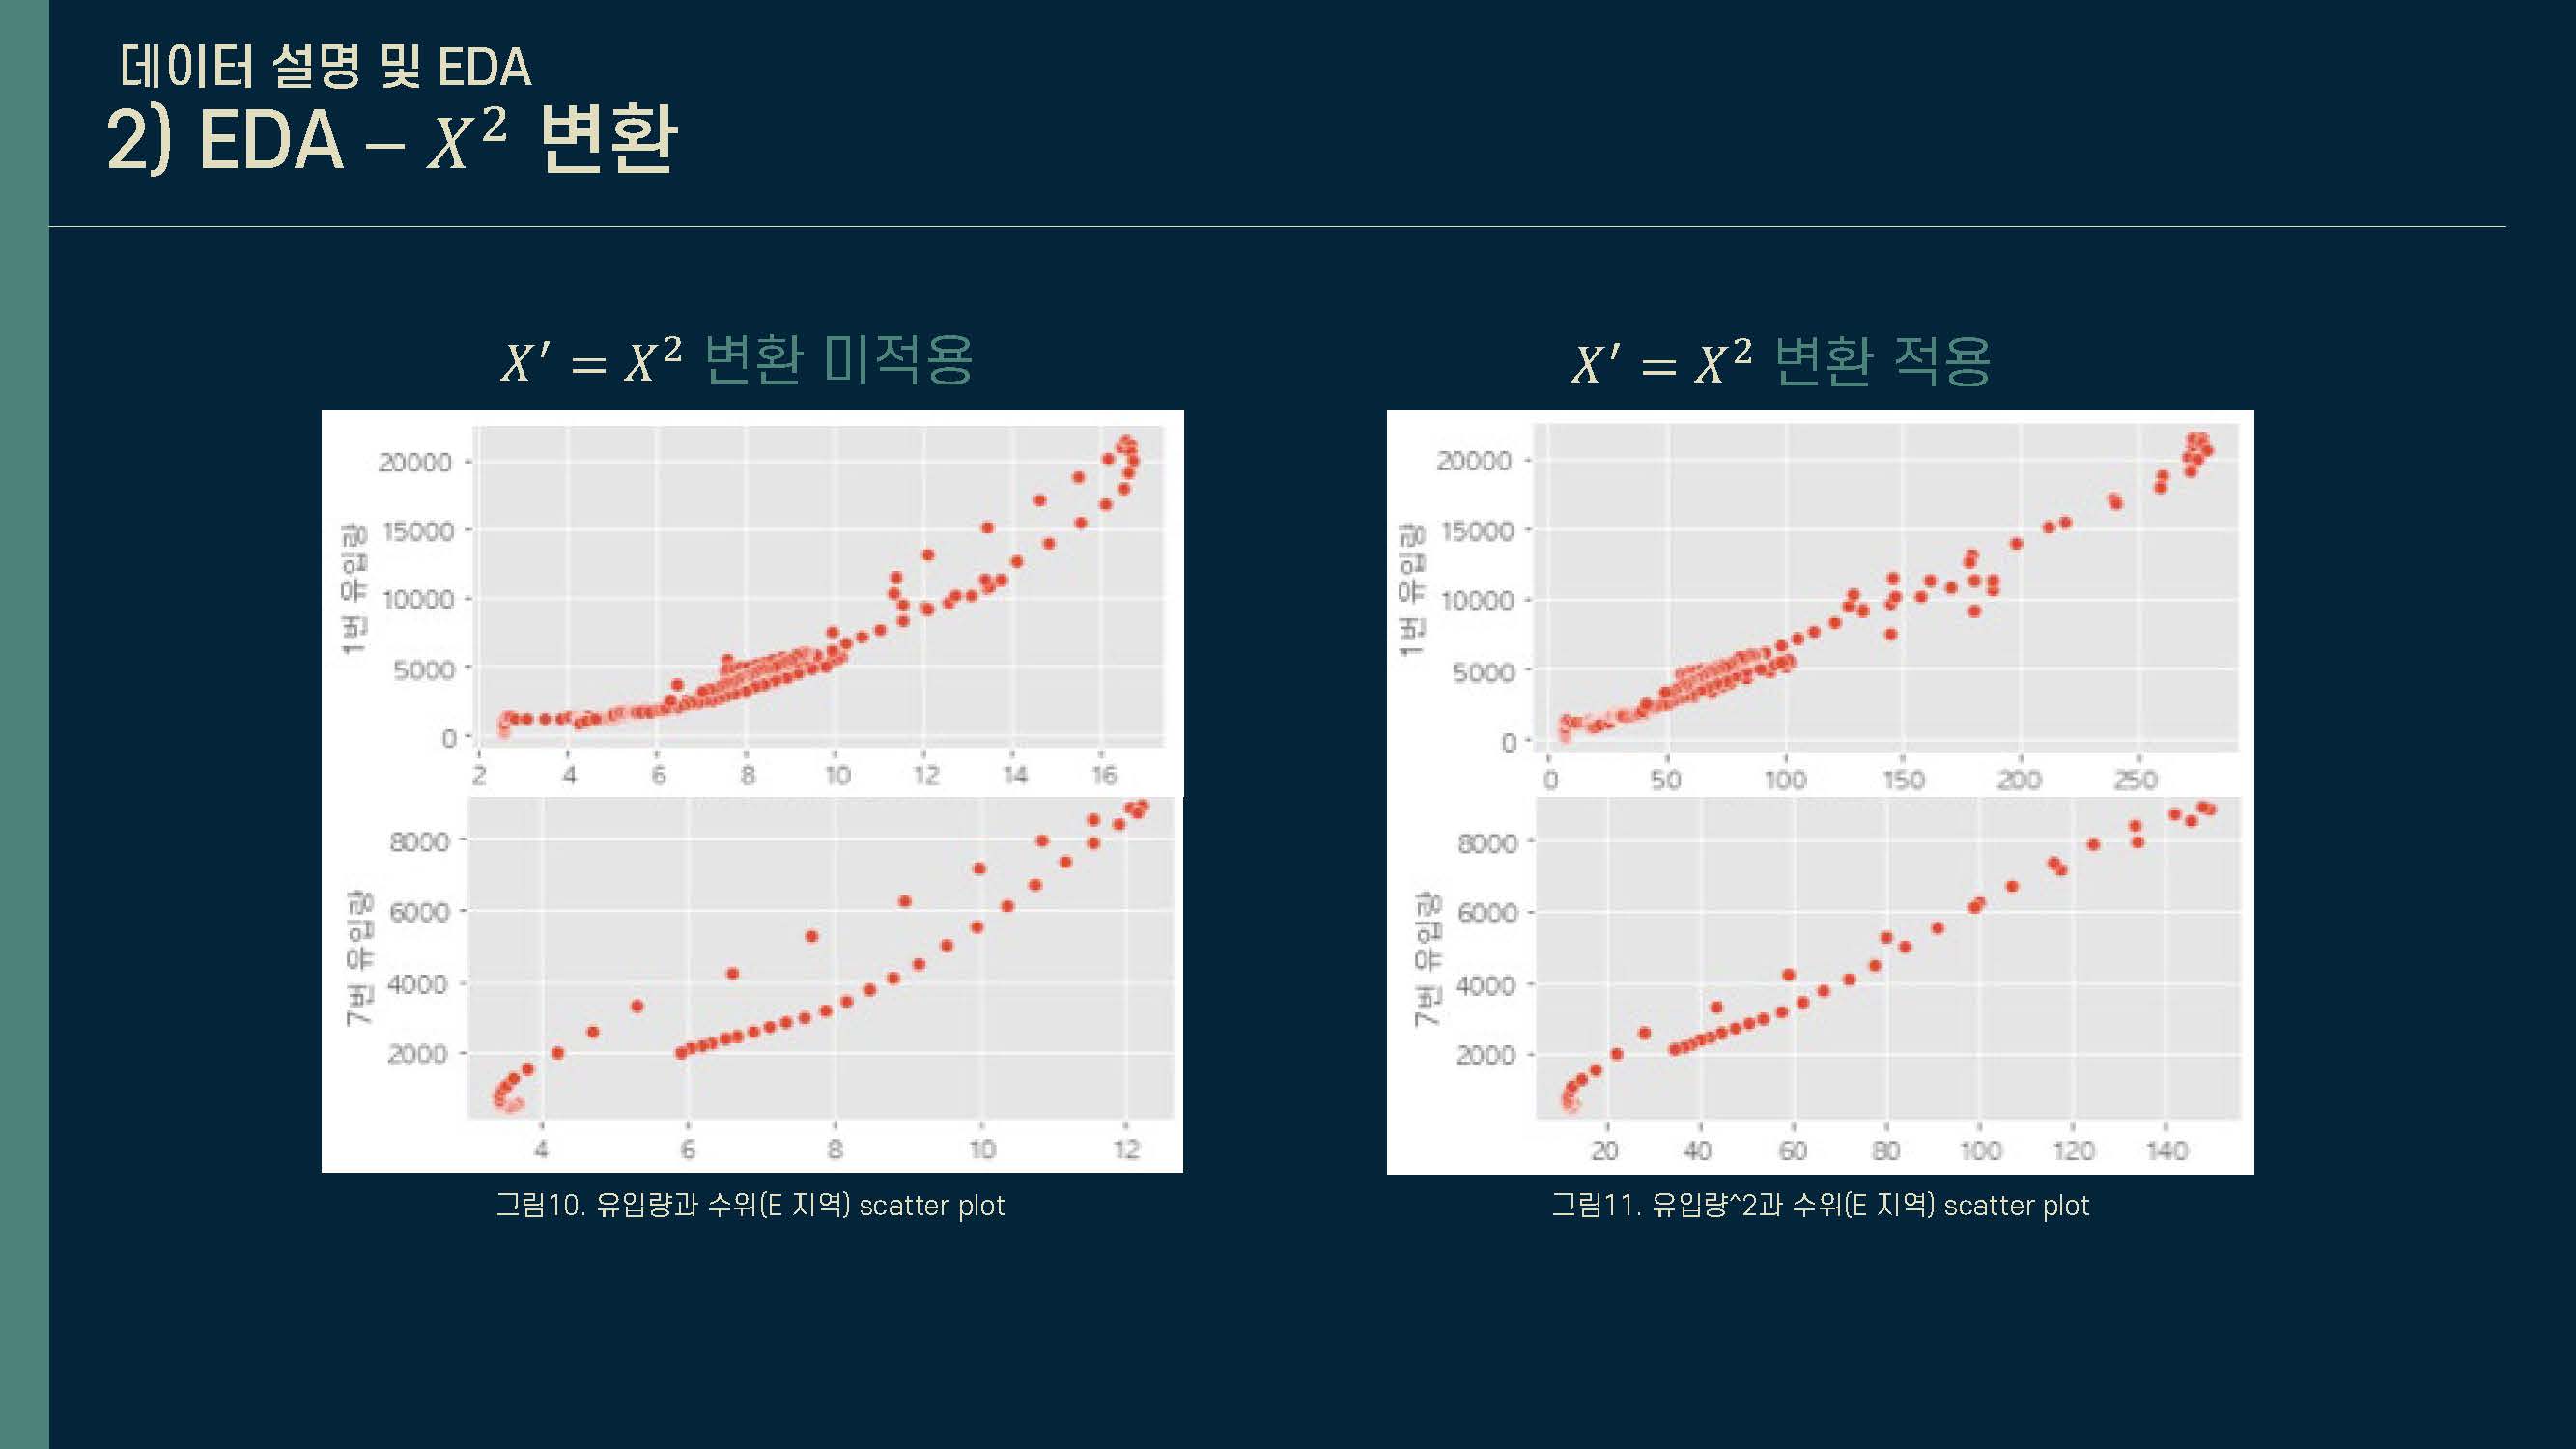 데이터 설명 및 EDA
2) EDA – X² 변환
X′ = X² 변환 미적용
20000
15000
10000
5000
0
1번 유입량
2 4 6 8 10 12 14 16
8000
6000
4000
2000
7번 유입량
4 6 8 10 12
그림10. 유입량과 수위(E 지역) scatter plot
X′ = X² 변환 적용
20000
15000
10000
5000
0
1번 유입량
0 50 100 150 200 250
8000
6000
4000
2000
7번 유입량
20 40 60 80 100 120 140
그림11. 유입량^2과 수위(E 지역) scatter plot